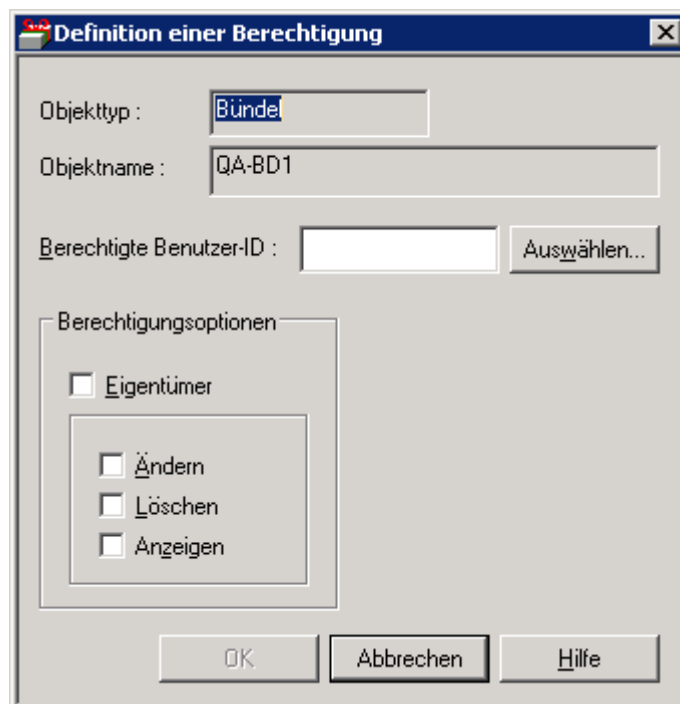 Definition einer Berechtigung
Objekttyp : Bündel
Objektname : QA-BD1
Berechtigte Benutzer-ID : Auswählen...
Berechtigungsoptionen
Eigentümer
Ändern
Löschen
Anzeigen
OK Abbrechen Hilfe